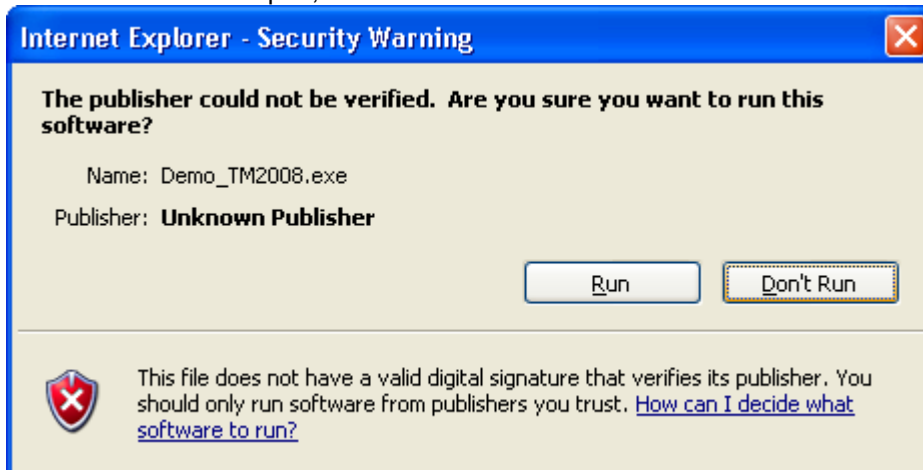 Internet Explorer - Security Warning
The publisher could not be verified. Are you sure you want to run this
software?
Name: Demo_TM2008.exe
Publisher: Unknown Publisher
Run Don't Run
This file does not have a valid digital signature that verifies its publisher. You
should only run software from publishers you trust. How can I decide what
software to run?